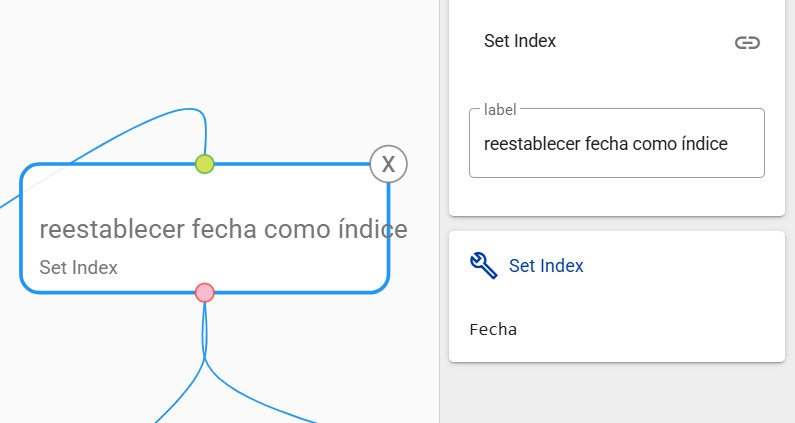 Set Index
label
reestablecer fecha como índice
X
reestablecer fecha como índice
Set Index
Set Index
Fecha